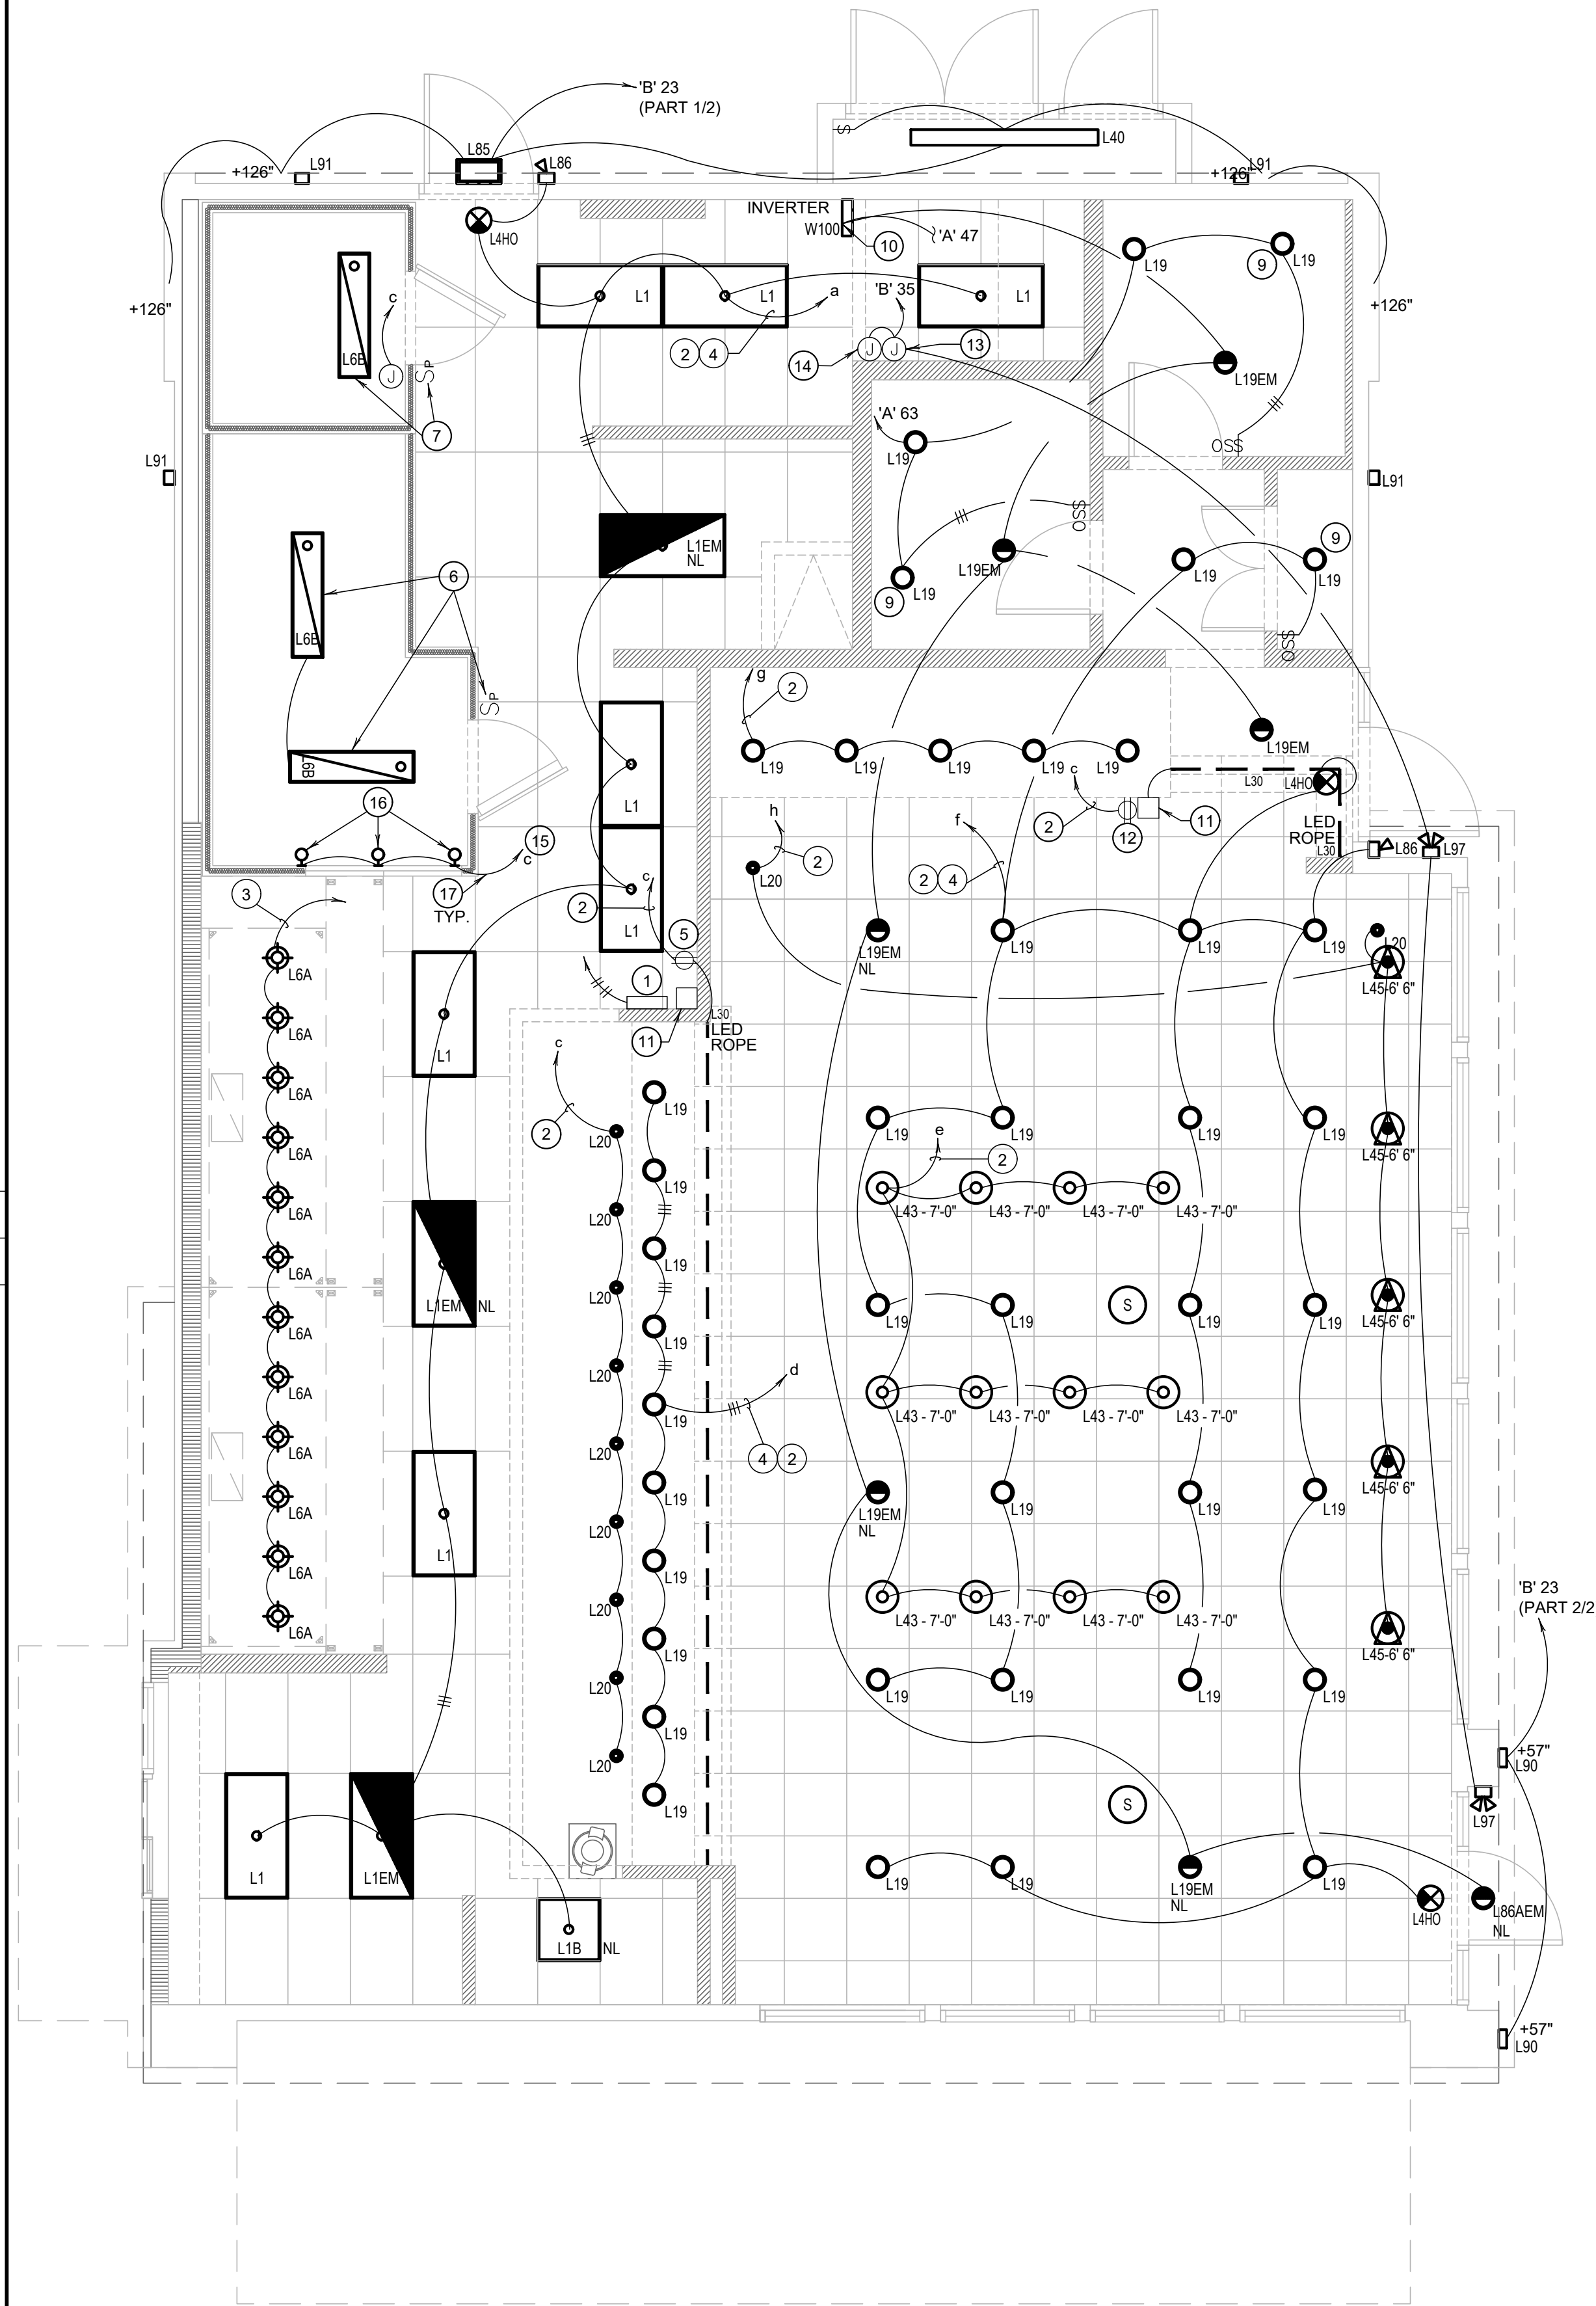 'B' 23
(PART 1/2)
L40
L85
L86
L91
+126"
L91
+126"
INVERTER
W100
10
'A' 47
L4HO
L19
9
L19
c
L6B
J
SP
7
L1
L1
a
'B' 35
L1
+126"
+126"
2
4
14
J
J
13
L19EM
'A' 63
L19
OSS
L91
L91
OSS
L1EM
NL
L19EM
9
L19
L19
9
L19
6
L6B
OSS
SP
g
2
L6B
L19
L19
L19
L19
L19
L19EM
c
L30
L4HO
L1
2
12
11
LED
ROPE
L30
L86
L97
16
15
c
17
TYP.
h
2
L20
f
2
4
3
c
2
L1
5
L19EM
NL
L19
L19
L19
L20
L45-6' 6"
L6A
1
11
L30
LED
ROPE
L6A
L1
c
2
L6A
L19
L20
L19
L19
L19
L19
L45-6' 6"
e
2
L6A
L19
L20
L43 - 7'-0"
L43 - 7'-0"
L43 - 7'-0"
L43 - 7'-0"
L6A
L19
L20
L6A
L1EM
NL
L19
L19
S
L19
L19
L45-6' 6"
L6A
L19
L20
d
L6A
L19
L43 - 7'-0"
L43 - 7'-0"
L43 - 7'-0"
L43 - 7'-0"
L6A
L20
4
2
L45-6' 6"
L6A
L19
L19EM
NL
L19
L19
L19
L1
L20
L6A
L19
L43 - 7'-0"
L43 - 7'-0"
L43 - 7'-0"
L43 - 7'-0"
'B' 23
(PART 2/2
L6A
L20
L19
L45-6' 6"
L20
L19
L19
L19
L19
L19
L20
+57"
L90
L19
S
L97
L1
L1EM
L19
L19
L19EM
NL
L19
L4HO
L86AEM
NL
L1B
NL
+57"
L90